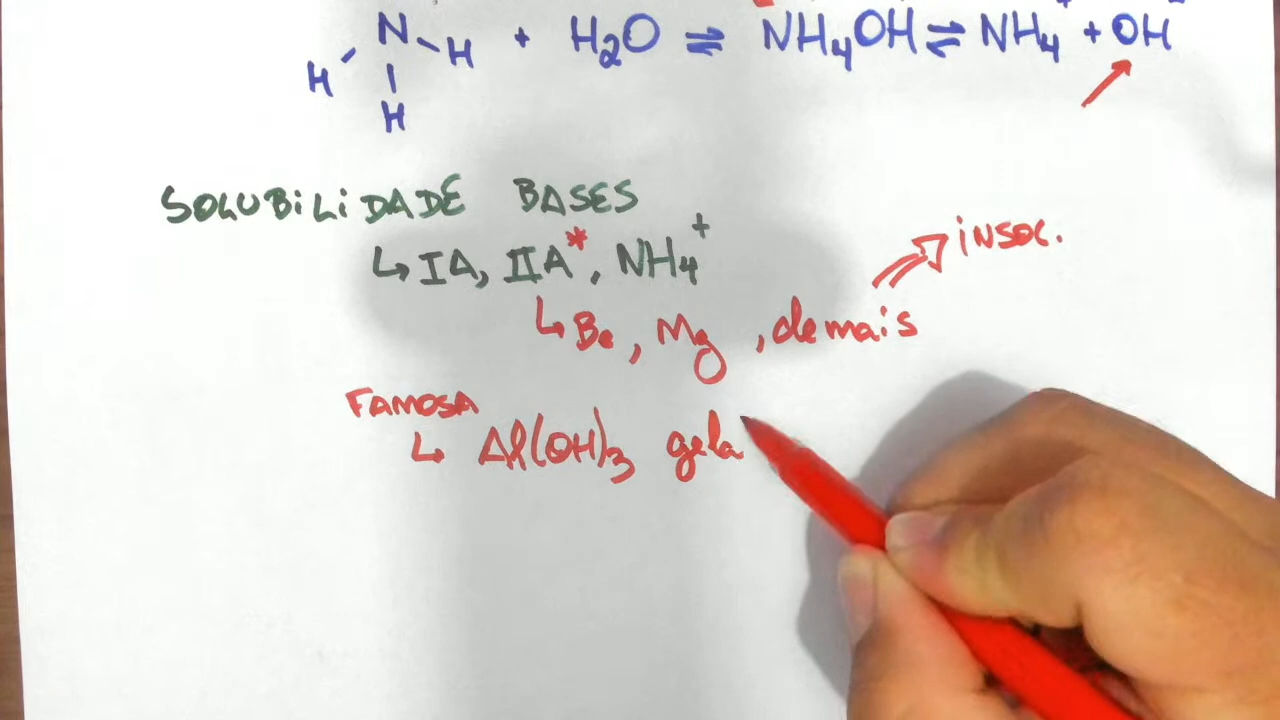 N
H H + H₂O ⇌ NH₄OH ⇌ NH₄⁺ + OH⁻
H
SOLUBiLiDADE BASES
↳ IA, IIA*, NH₄⁺
iNSOL.
↳ Be, Mg, demais
FAMOSA
↳ Al(OH)₃ gela